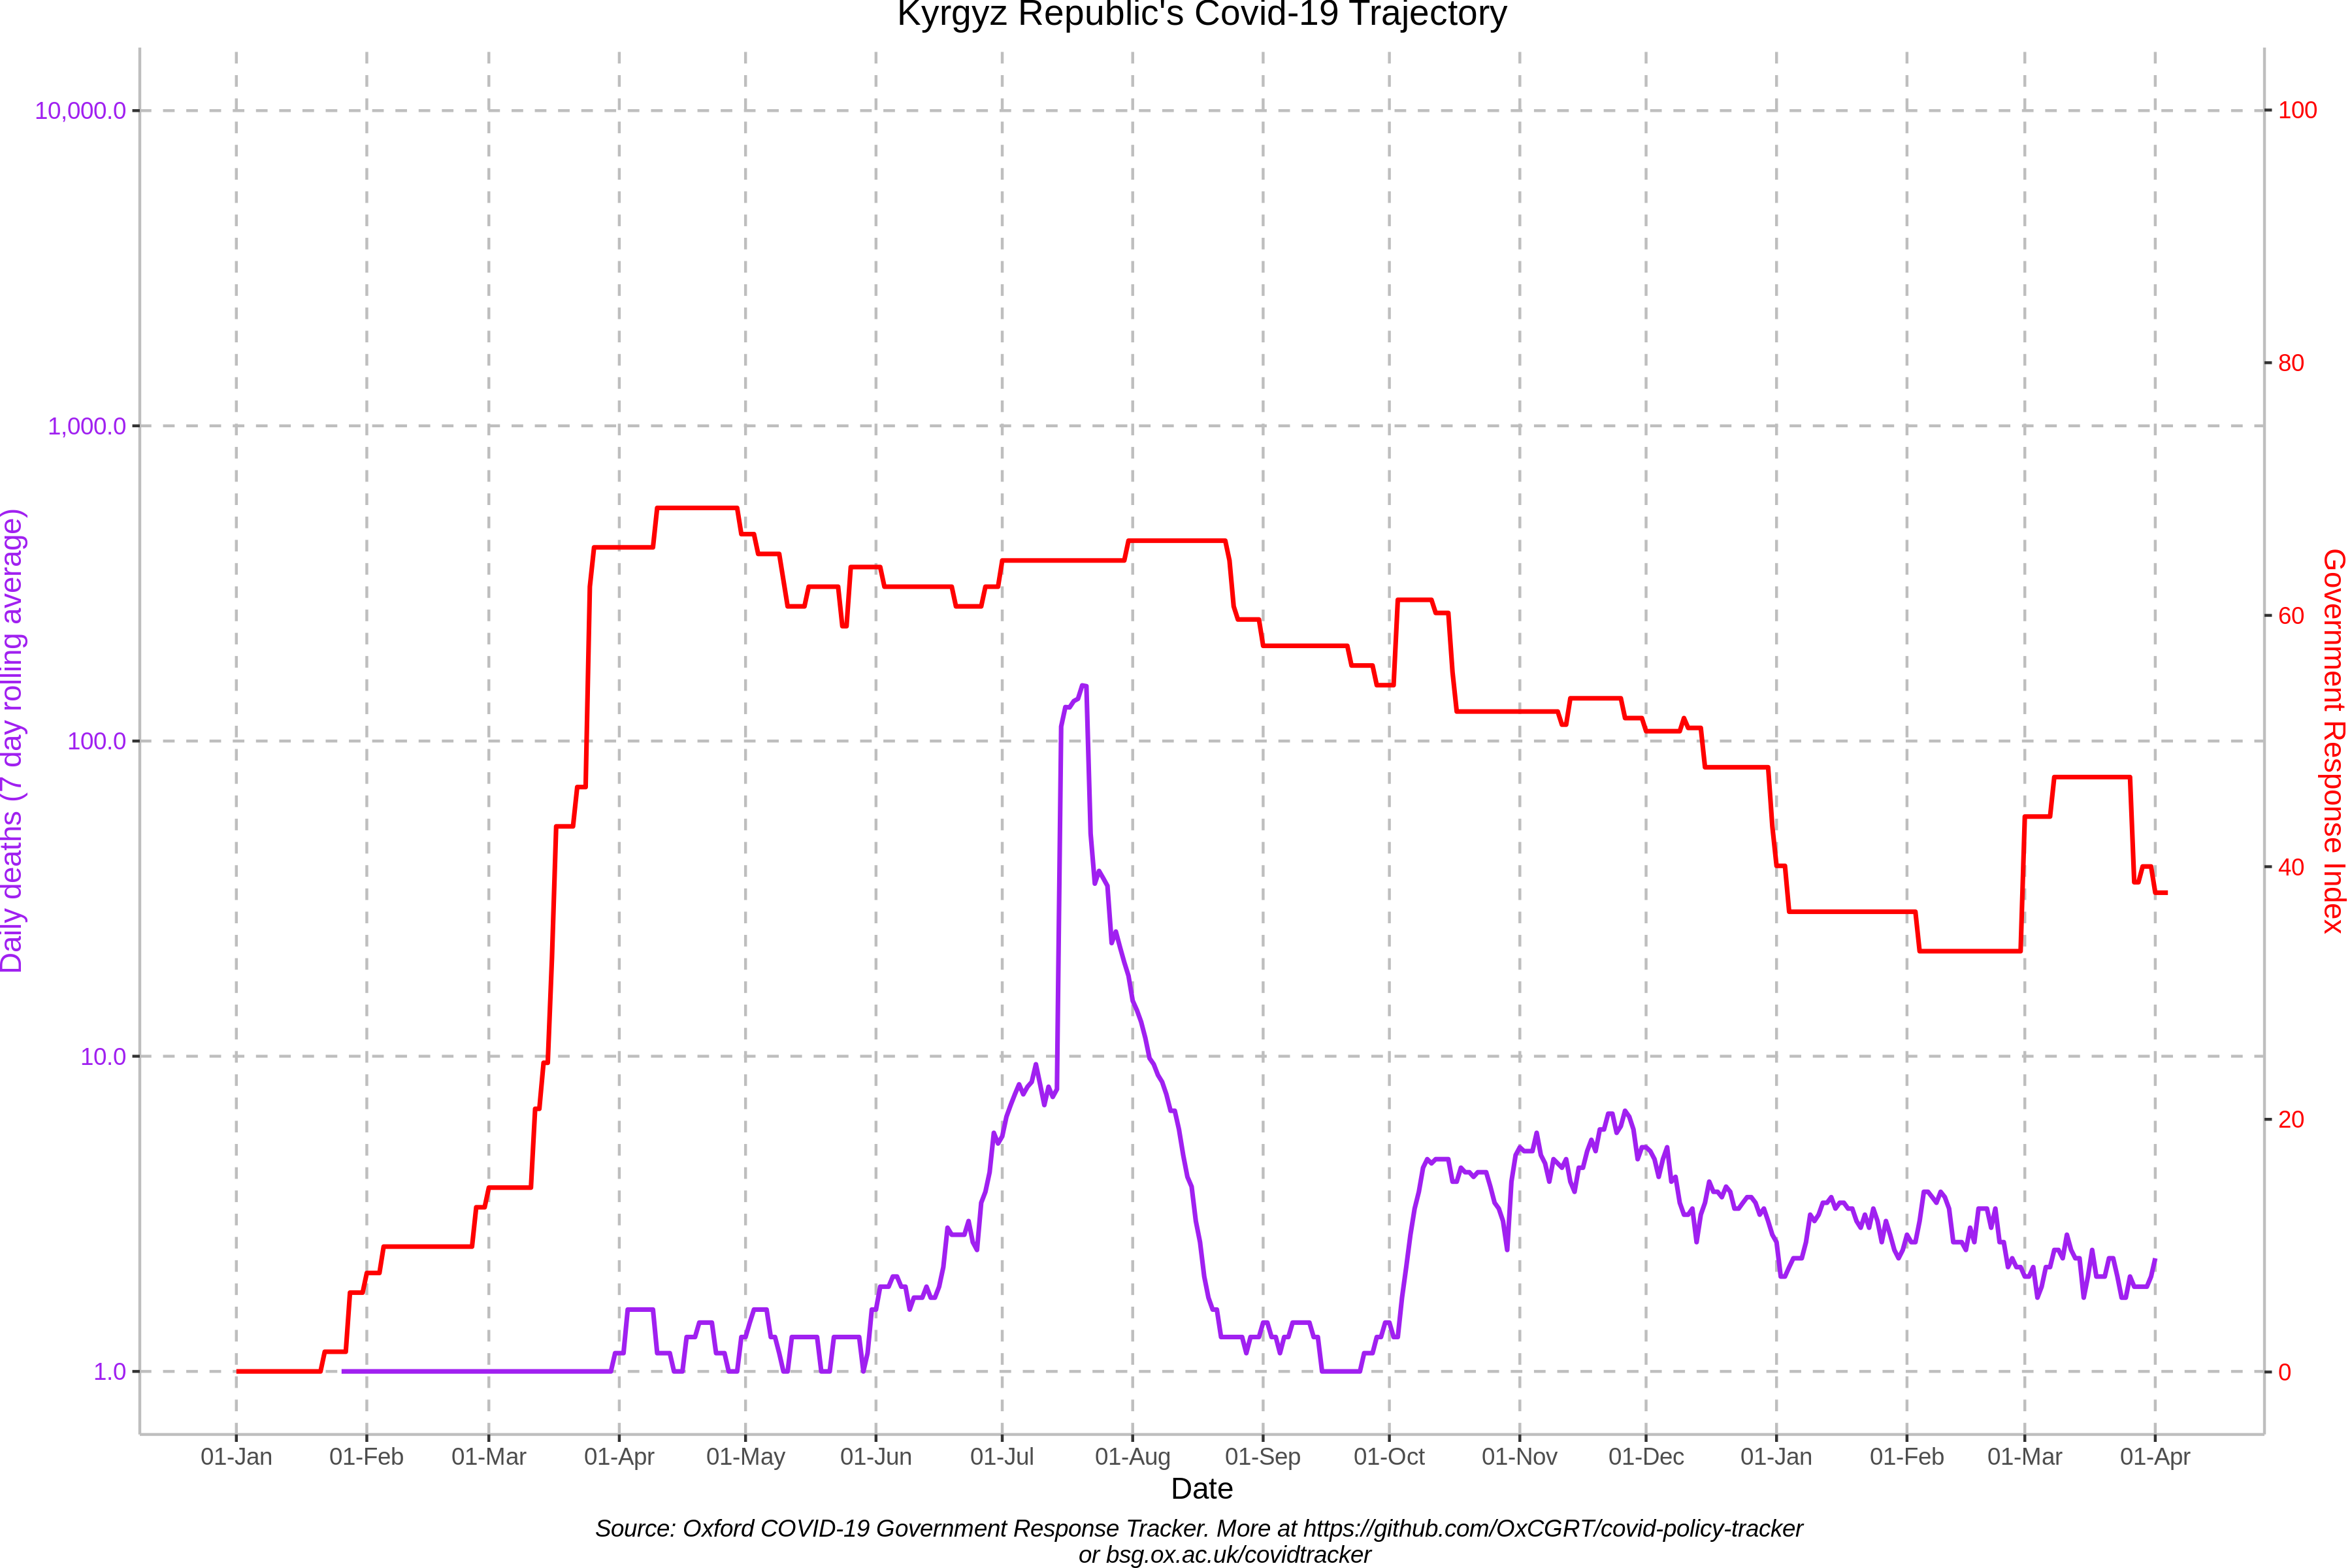 Kyrgyz Republic's Covid-19 Trajectory
10,000.0
1,000.0
100.0
10.0
1.0
Daily deaths (7 day rolling average)
100
80
60
40
20
0
Government Response Index
01-Jan 01-Feb 01-Mar 01-Apr 01-May 01-Jun 01-Jul 01-Aug 01-Sep 01-Oct 01-Nov 01-Dec 01-Jan 01-Feb 01-Mar 01-Apr
Date
Source: Oxford COVID-19 Government Response Tracker. More at https://github.com/OxCGRT/covid-policy-tracker
or bsg.ox.ac.uk/covidtracker